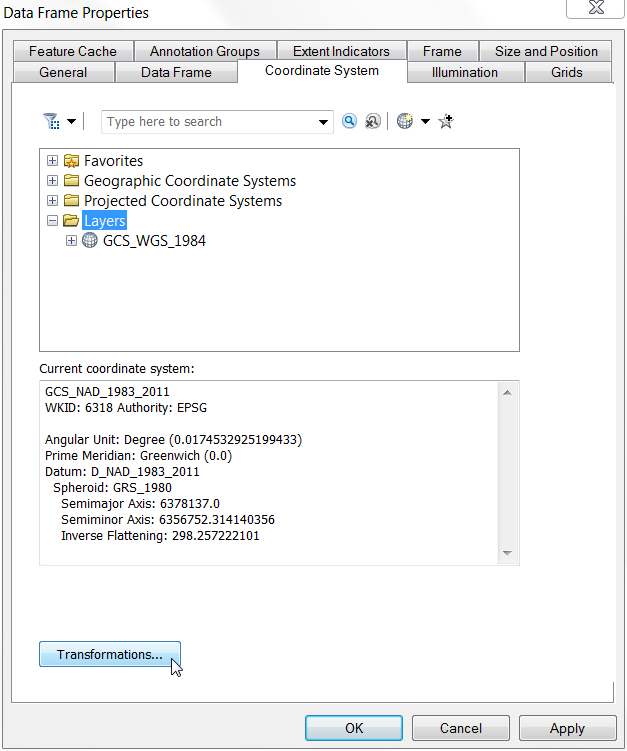 Data Frame Properties
Feature Cache Annotation Groups Extent Indicators Frame Size and Position
General Data Frame Coordinate System Illumination Grids
Type here to search
Favorites
Geographic Coordinate Systems
Projected Coordinate Systems
Layers
GCS_WGS_1984
Current coordinate system:
GCS_NAD_1983_2011
WKID: 6318 Authority: EPSG
Angular Unit: Degree (0.0174532925199433)
Prime Meridian: Greenwich (0.0)
Datum: D_NAD_1983_2011
Spheroid: GRS_1980
Semimajor Axis: 6378137.0
Semiminor Axis: 6356752.314140356
Inverse Flattening: 298.257222101
Transformations...
OK Cancel Apply